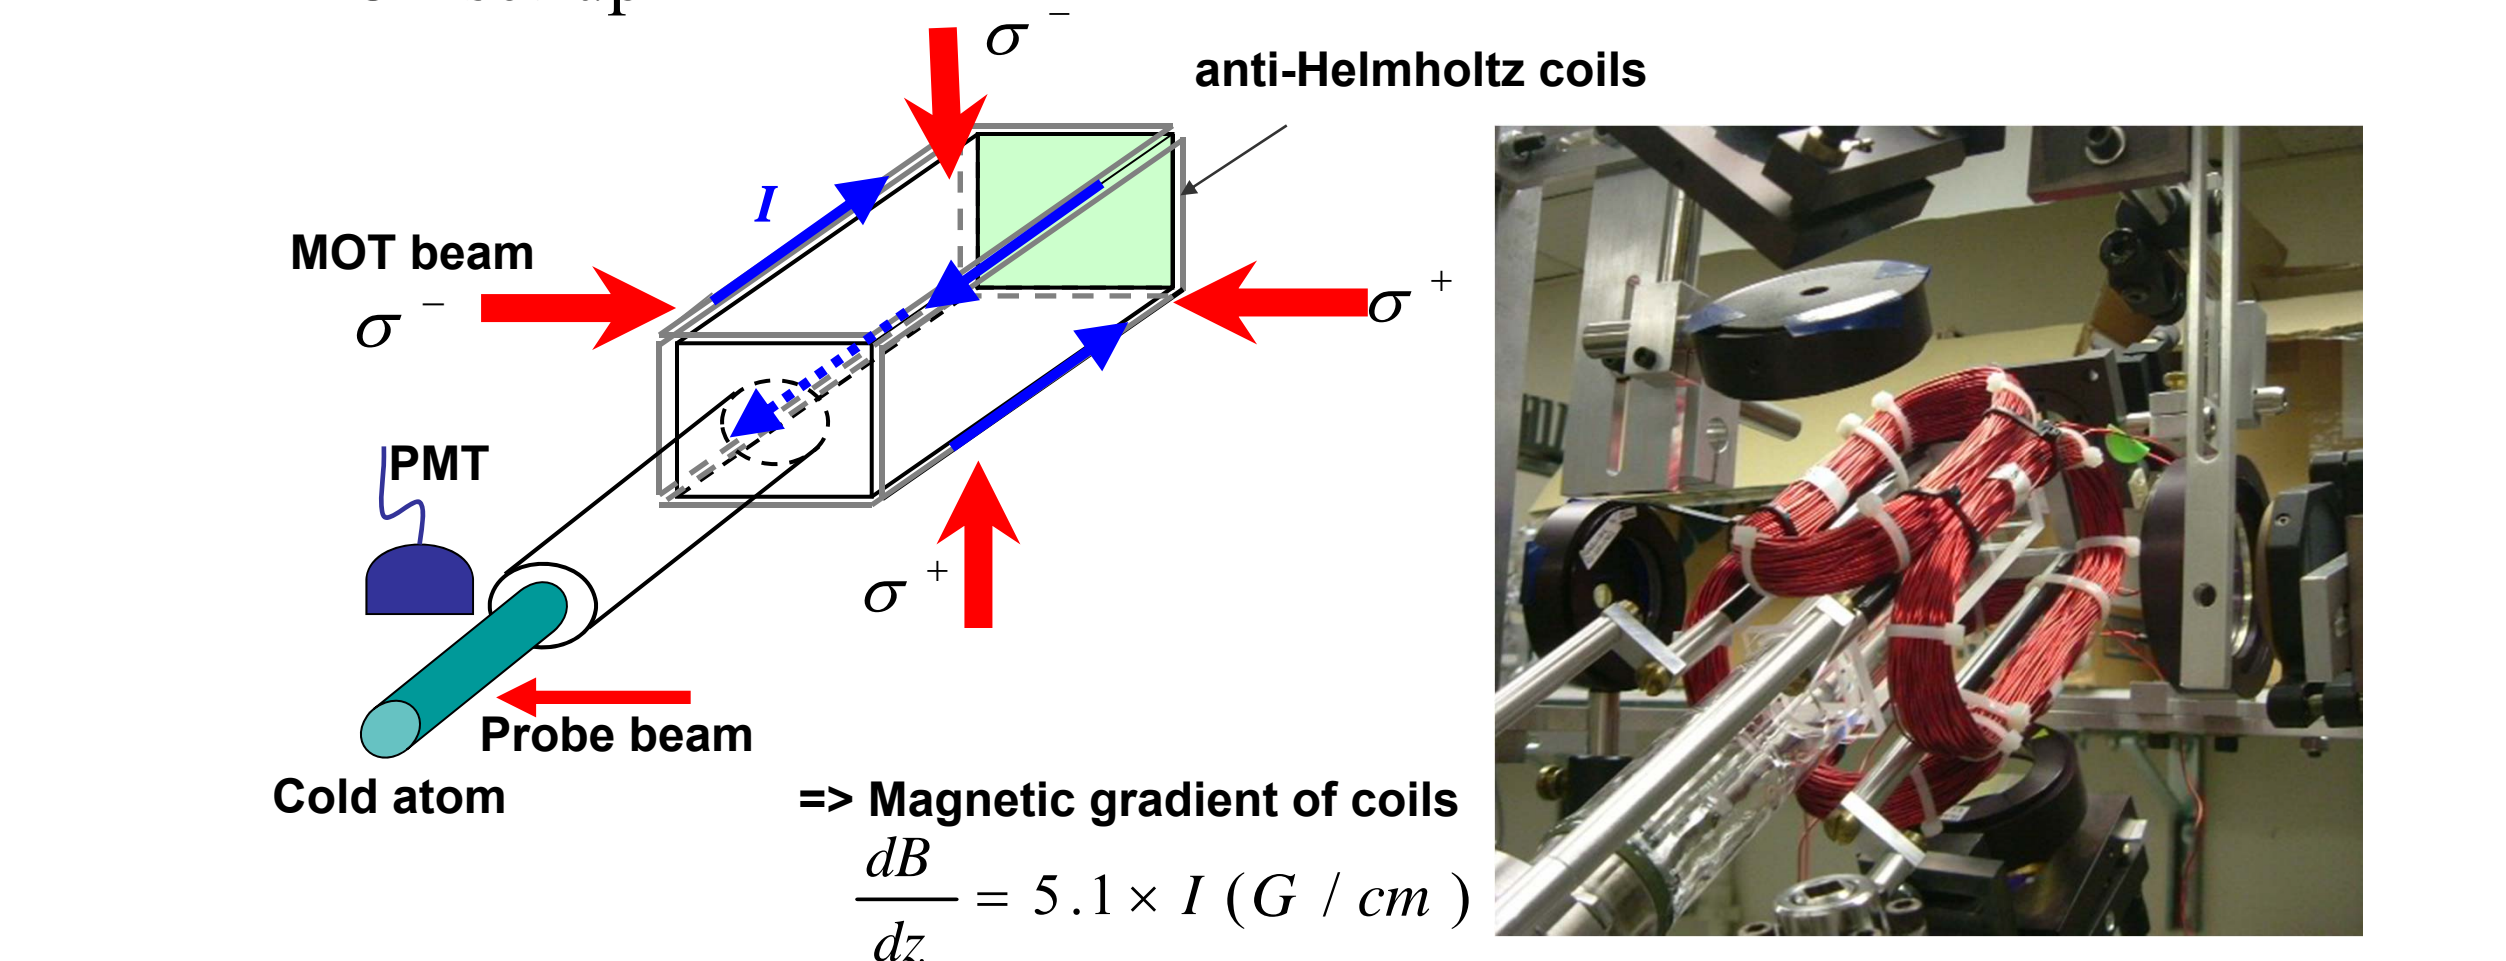 σ −
anti-Helmholtz coils
I
MOT beam
σ −
σ +
PMT
σ +
Probe beam
Cold atom
=> Magnetic gradient of coils
dB
── = 5.1 × I (G / cm)
dz